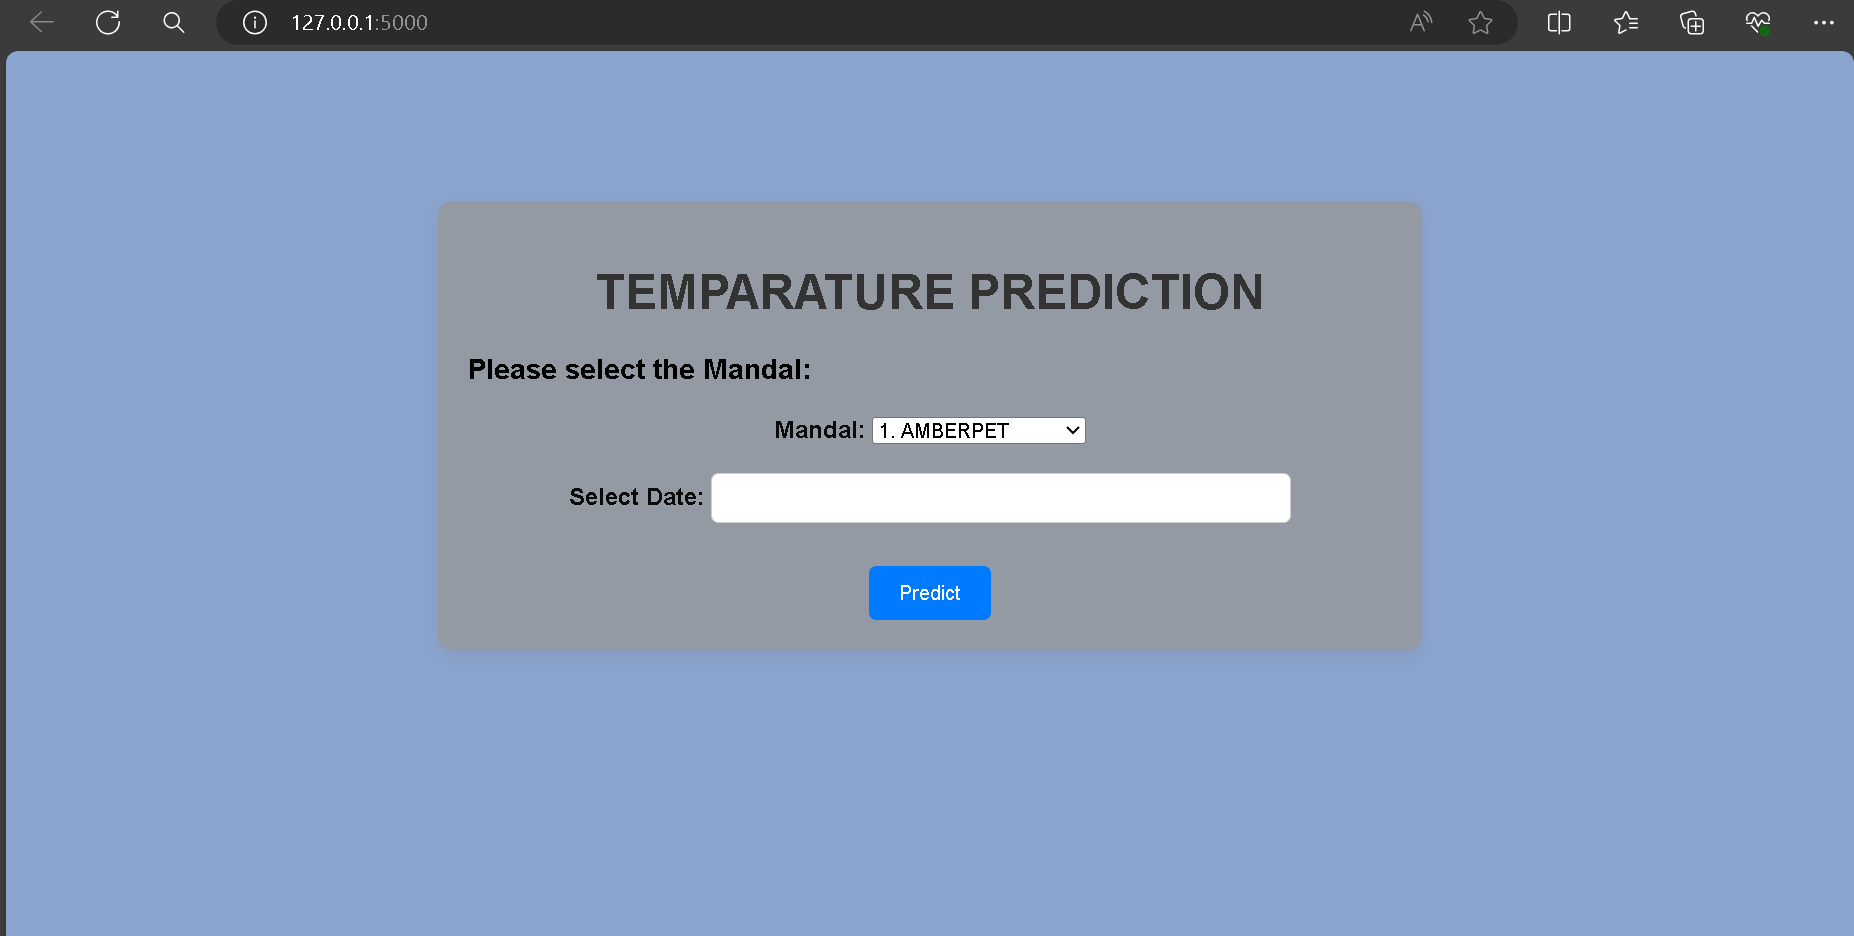 127.0.0.1:5000
TEMPARATURE PREDICTION
Please select the Mandal:
Mandal: 1. AMBERPET
Select Date:
Predict